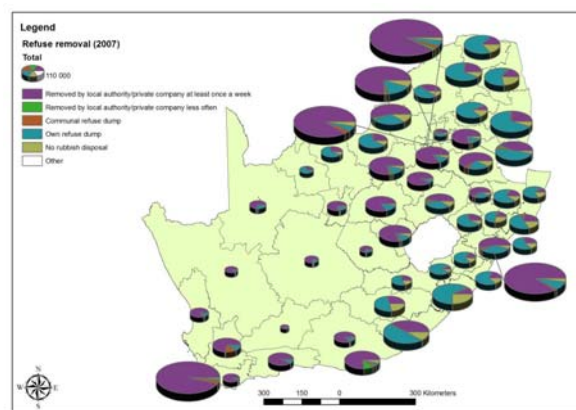 Legend
Refuse removal (2007)
Total
110 000
Removed by local authority/private company at least once a week
Removed by local authority/private company less often
Communal refuse dump
Own refuse dump
No rubbish disposal
Other
N
W E
S
300 150 0 300 Kilometers